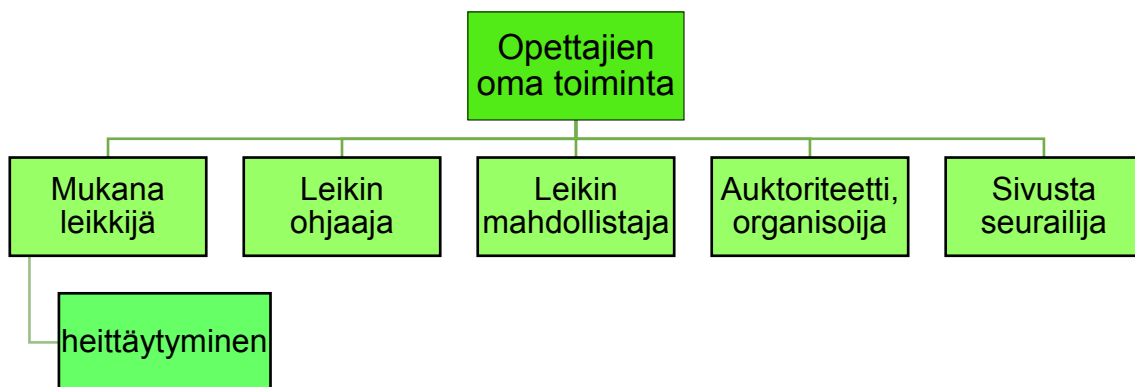 Opettajien
oma toiminta
Mukana
leikkijä
Leikin
ohjaaja
Leikin
mahdollistaja
Auktoriteetti,
organisoija
Sivusta
seurailija
heittäytyminen